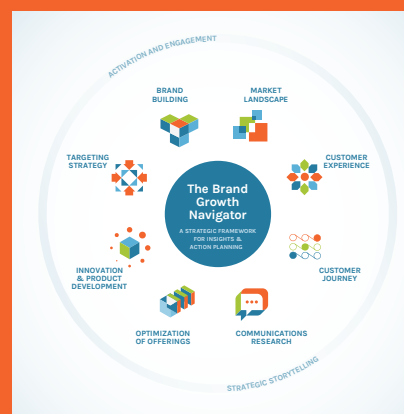 ACTIVATION AND ENGAGEMENT
BRAND
BUILDING
MARKET
LANDSCAPE
TARGETING
STRATEGY
CUSTOMER
EXPERIENCE
The Brand
Growth
Navigator
A STRATEGIC FRAMEWORK
FOR INSIGHTS &
ACTION PLANNING
INNOVATION
& PRODUCT
DEVELOPMENT
CUSTOMER
JOURNEY
OPTIMIZATION
OF OFFERINGS
COMMUNICATIONS
RESEARCH
STRATEGIC STORYTELLING